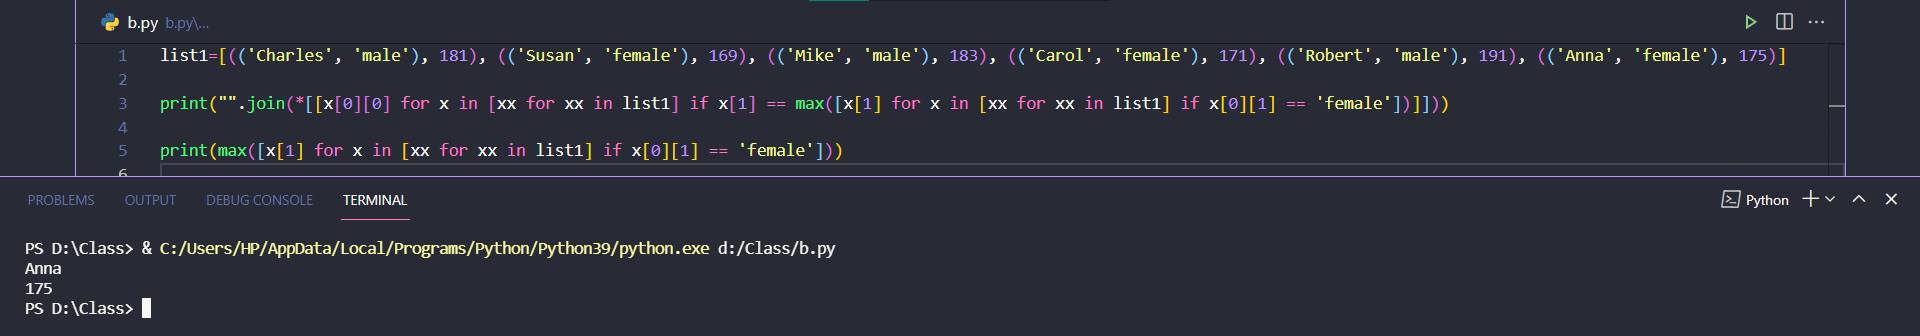 b.py b.py\...
1 list1=[(('Charles', 'male'), 181), (('Susan', 'female'), 169), (('Mike', 'male'), 183), (('Carol', 'female'), 171), (('Robert', 'male'), 191), (('Anna', 'female'), 175)]
2
3 print("".join(*[[x[0][0] for x in [xx for xx in list1] if x[1] == max([x[1] for x in [xx for xx in list1] if x[0][1] == 'female'])]]))
4
5 print(max([x[1] for x in [xx for xx in list1] if x[0][1] == 'female']))
6
PROBLEMS OUTPUT DEBUG CONSOLE TERMINAL Python
PS D:\Class> & C:/Users/HP/AppData/Local/Programs/Python/Python39/python.exe d:/Class/b.py
Anna
175
PS D:\Class>